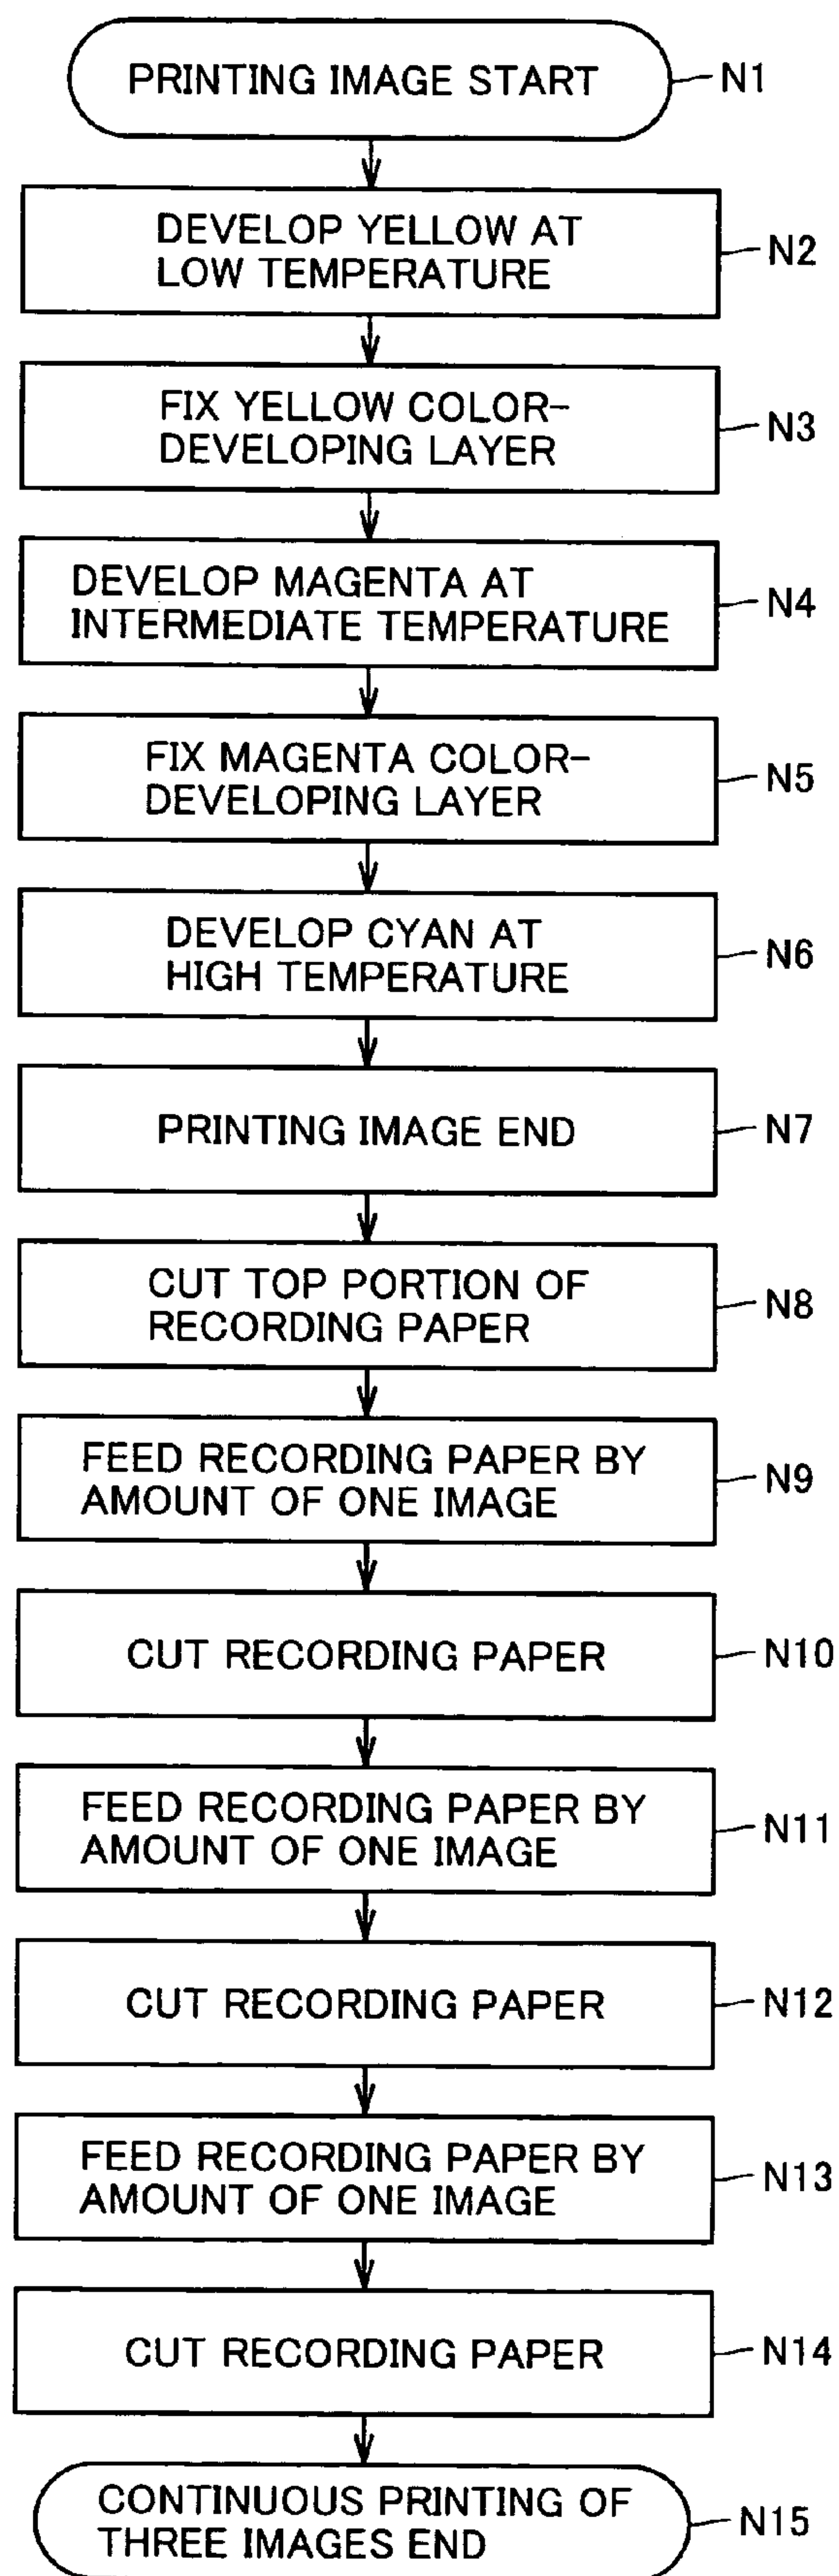 PRINTING IMAGE START
N1
DEVELOP YELLOW AT
LOW TEMPERATURE
N2
FIX YELLOW COLOR-
DEVELOPING LAYER
N3
DEVELOP MAGENTA AT
INTERMEDIATE TEMPERATURE
N4
FIX MAGENTA COLOR-
DEVELOPING LAYER
N5
DEVELOP CYAN AT
HIGH TEMPERATURE
N6
PRINTING IMAGE END
N7
CUT TOP PORTION OF
RECORDING PAPER
N8
FEED RECORDING PAPER BY
AMOUNT OF ONE IMAGE
N9
CUT RECORDING PAPER
N10
FEED RECORDING PAPER BY
AMOUNT OF ONE IMAGE
N11
CUT RECORDING PAPER
N12
FEED RECORDING PAPER BY
AMOUNT OF ONE IMAGE
N13
CUT RECORDING PAPER
N14
CONTINUOUS PRINTING OF
THREE IMAGES END
N15